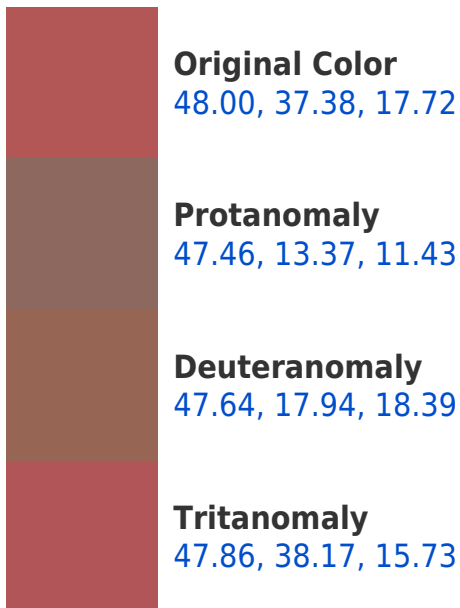 Original Color
48.00, 37.38, 17.72
Protanomaly
47.46, 13.37, 11.43
Deuteranomaly
47.64, 17.94, 18.39
Tritanomaly
47.86, 38.17, 15.73